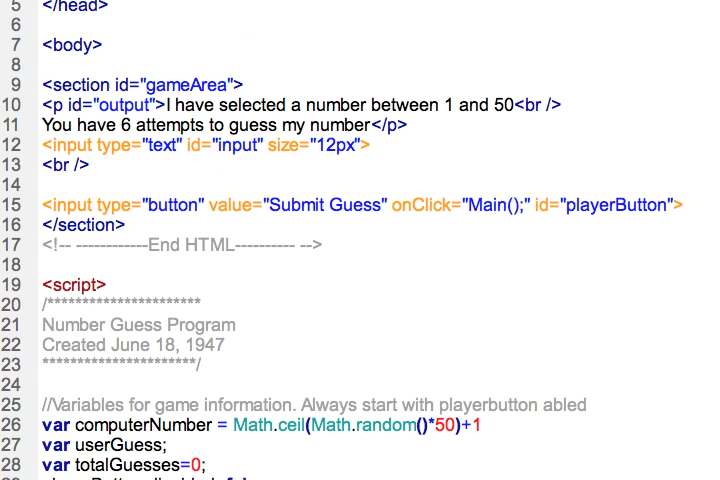 5 </head>
6
7 <body>
8
9 <section id="gameArea">
10 <p id="output">I have selected a number between 1 and 50<br />
11 You have 6 attempts to guess my number</p>
12 <input type="text" id="input" size="12px">
13 <br />
14
15 <input type="button" value="Submit Guess" onClick="Main();" id="playerButton">
16 </section>
17 <!-- ------------End HTML---------- -->
18
19 <script>
20 /**********************
21 Number Guess Program
22 Created June 18, 1947
23 **********************/
24
25 //Variables for game information. Always start with playerbutton abled
26 var computerNumber = Math.ceil(Math.random()*50)+1
27 var userGuess;
28 var totalGuesses=0;